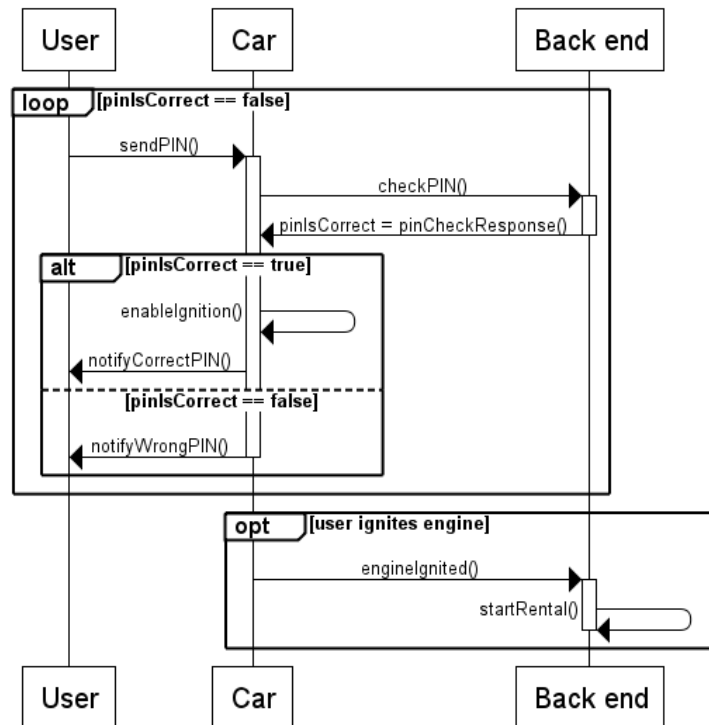 User Car Back end
loop [pinIsCorrect == false]
sendPIN()
checkPIN()
pinIsCorrect = pinCheckResponse()
alt [pinIsCorrect == true]
enableIgnition()
notifyCorrectPIN()
[pinIsCorrect == false]
notifyWrongPIN()
opt [user ignites engine]
engineIgnited()
startRental()
User Car Back end